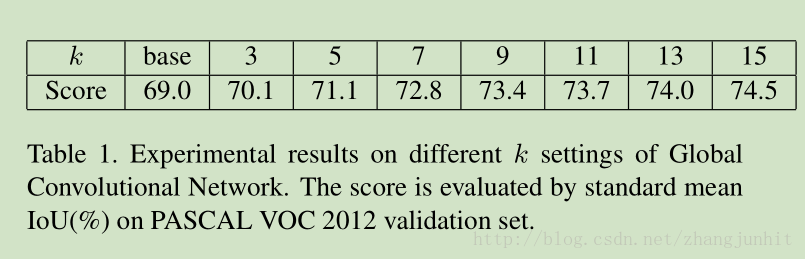 k base 3 5 7 9 11 13 15
Score 69.0 70.1 71.1 72.8 73.4 73.7 74.0 74.5
Table 1. Experimental results on different k settings of Global
Convolutional Network. The score is evaluated by standard mean
IoU(%) on PASCAL VOC 2012 validation set.
http://blog.csdn.net/zhangjunhit